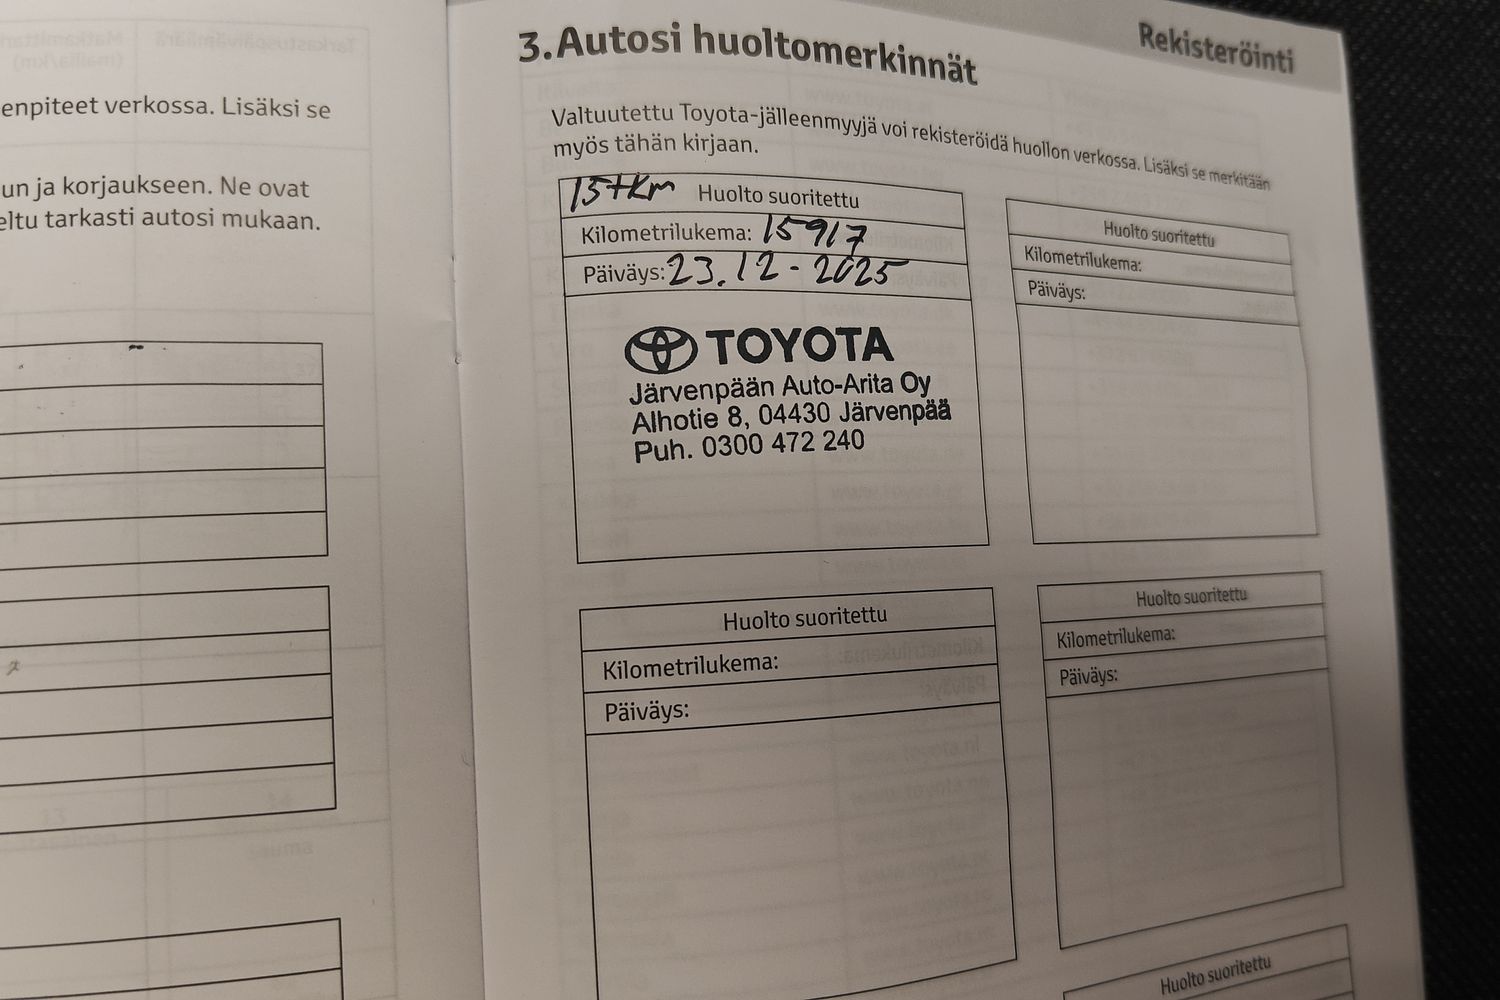 enpiteet verkossa. Lisäksi se
un ja korjaukseen. Ne ovat
eltu tarkasti autosi mukaan.
Rekisteröinti
3. Autosi huoltomerkinnät
Valtuutettu Toyota-jälleenmyyjä voi rekisteröidä huollon verkossa. Lisäksi se merkitään
myös tähän kirjaan.
15tkm Huolto suoritettu
Kilometrilukema: 15917
Päiväys: 23.12-2025
TOYOTA
Järvenpään Auto-Arita Oy
Alhotie 8, 04430 Järvenpää
Puh. 0300 472 240
Huolto suoritettu
Kilometrilukema:
Päiväys:
Huolto suoritettu
Kilometrilukema:
Päiväys:
Huolto suoritettu
Kilometrilukema:
Päiväys:
Huolto suoritettu